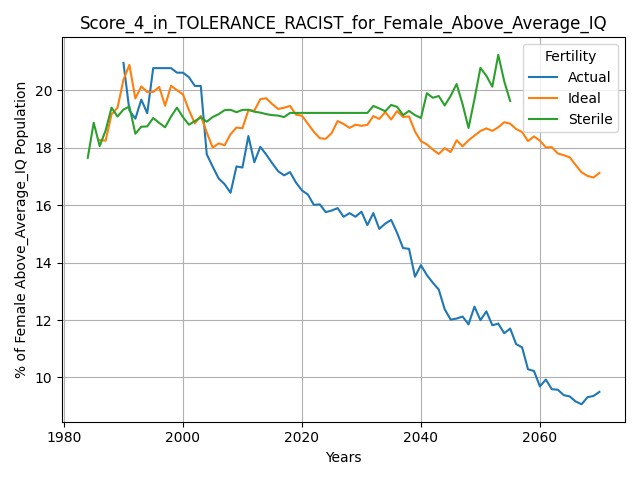 Score_4_in_TOLERANCE_RACIST_for_Female_Above_Average_IQ
% of Female Above_Average_IQ Population
20
18
16
14
12
10
Fertility
Actual
Ideal
Sterile
1980
2000
2020
2040
2060
Years